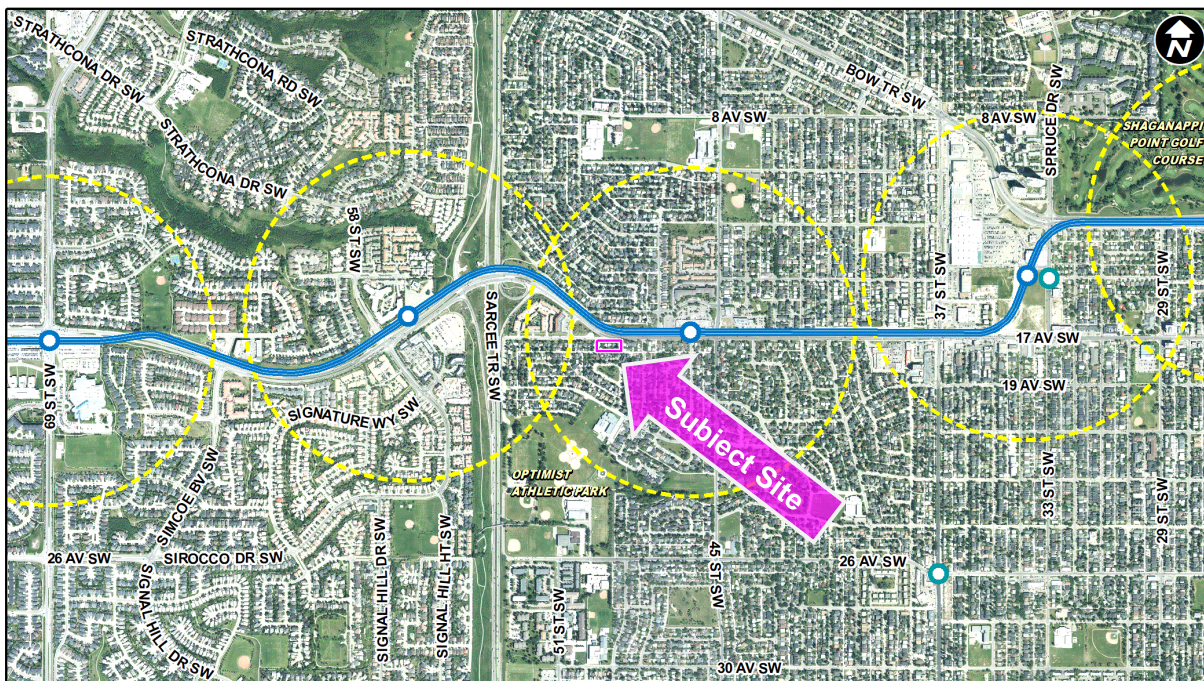 N
STRATHCONA DR SW
STRATHCONA RD SW
BOW TR SW
SPRUCE DR SW
8 AV SW
8 AV SW
SHAGANAPPI
POINT GOLF
COURSE
STRATHCONA DR SW
58 ST SW
37 ST SW
29 ST SW
SARCEE TR SW
17 AV SW
69 ST SW
19 AV SW
SIGNATURE WY SW
Subject Site
OPTIMIST
ATHLETIC PARK
SIMCOE BV SW
33 ST SW
29 ST SW
26 AV SW
SIROCCO DR SW
SIGNAL HILL DR SW
SIGNAL HILL HT SW
45 ST SW
26 AV SW
SIGNAL HILL DR SW
51 ST SW
30 AV SW